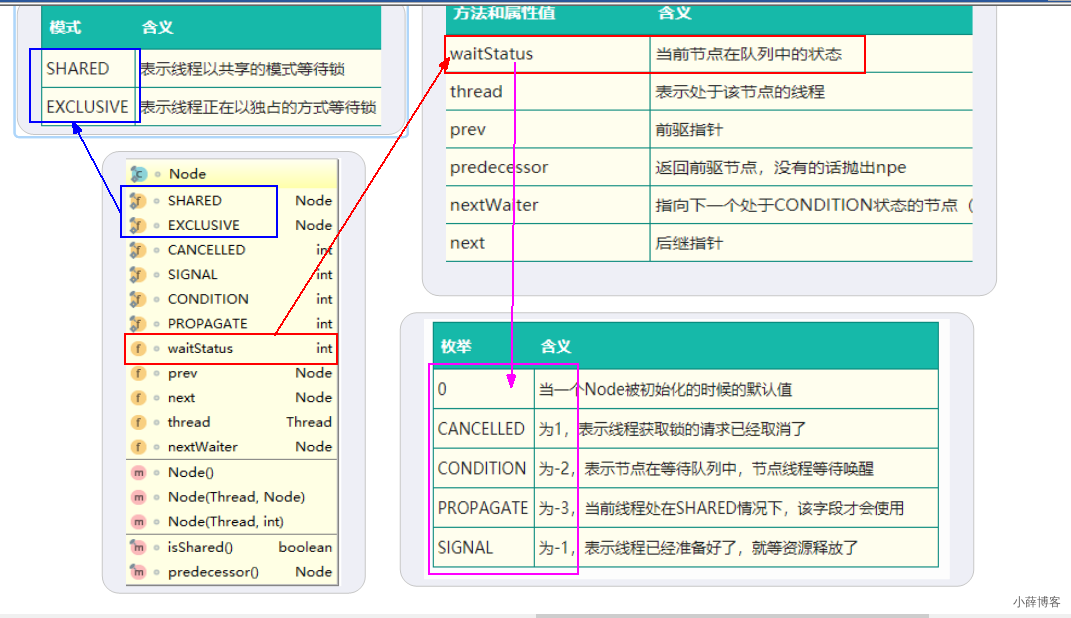 模式 含义
SHARED 表示线程以共享的模式等待锁
EXCLUSIVE 表示线程正在以独占的方式等待锁
方法和属性值 含义
waitStatus 当前节点在队列中的状态
thread 表示处于该节点的线程
prev 前驱指针
predecessor 返回前驱节点，没有的话抛出npe
nextWaiter 指向下一个处于CONDITION状态的节点（
next 后继指针
Node
SHARED Node
EXCLUSIVE Node
CANCELLED int
SIGNAL int
CONDITION int
PROPAGATE int
waitStatus int
prev Node
next Node
thread Thread
nextWaiter Node
Node()
Node(Thread, Node)
Node(Thread, int)
isShared() boolean
predecessor() Node
枚举 含义
0 当一个Node被初始化的时候的默认值
CANCELLED 为1，表示线程获取锁的请求已经取消了
CONDITION 为-2，表示节点在等待队列中，节点线程等待唤醒
PROPAGATE 为-3，当前线程处在SHARED情况下，该字段才会使用
SIGNAL 为-1，表示线程已经准备好了，就等资源释放了
小薛博客